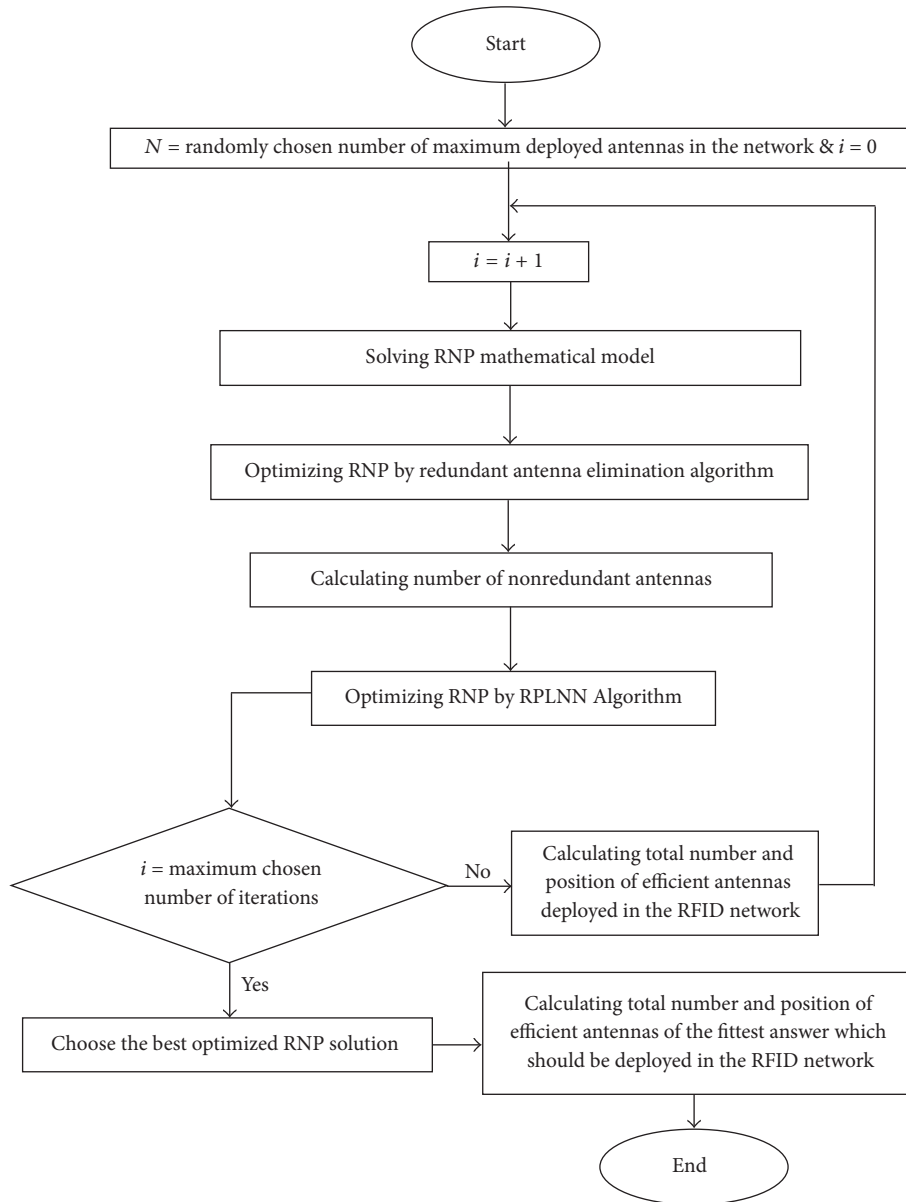 Start
N = randomly chosen number of maximum deployed antennas in the network & i = 0
i = i + 1
Solving RNP mathematical model
Optimizing RNP by redundant antenna elimination algorithm
Calculating number of nonredundant antennas
Optimizing RNP by RPLNN Algorithm
i = maximum chosen
number of iterations
No
Calculating total number and
position of efficient antennas
deployed in the RFID network
Yes
Choose the best optimized RNP solution
Calculating total number and position of
efficient antennas of the fittest answer which
should be deployed in the RFID network
End